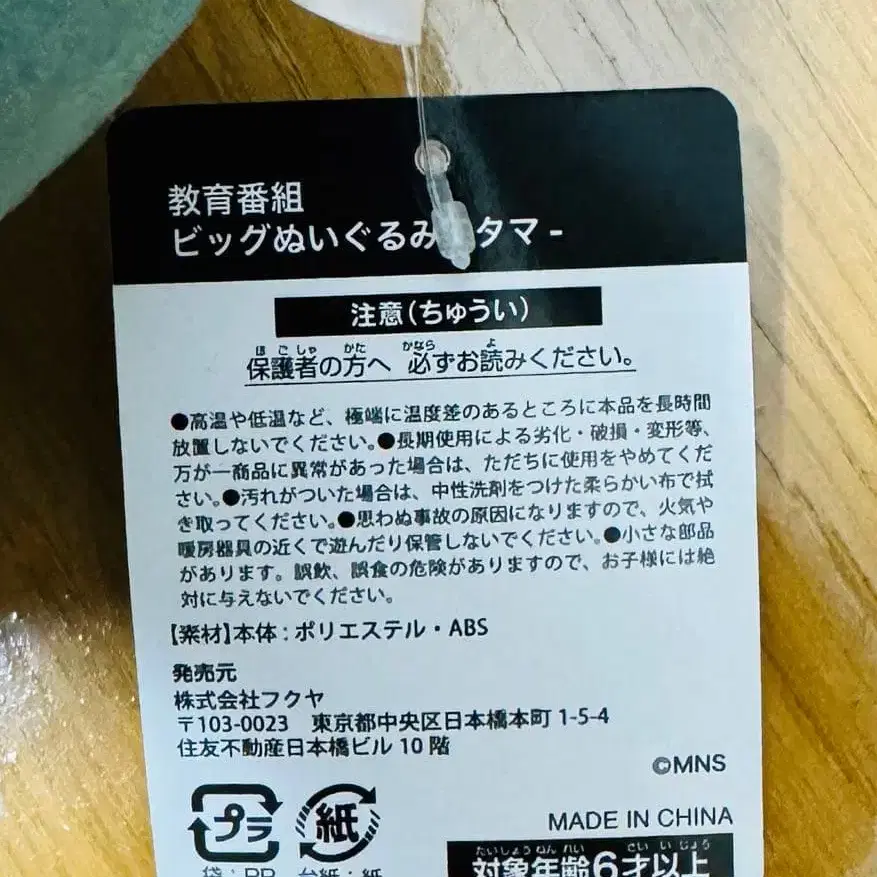 教育番組
ビッグぬいぐるみ タマ -
注意(ちゅうい)
ほごしゃ かた かなら よ
保護者の方へ 必ずお読みください。
●高温や低温など、極端に温度差のあるところに本品を長時間
放置しないでください。●長期使用による劣化・破損・変形等、
万が一商品に異常があった場合は、ただちに使用をやめてくだ
さい。●汚れがついた場合は、中性洗剤をつけた柔らかい布で拭
き取ってください。●思わぬ事故の原因になりますので、火気や
暖房器具の近くで遊んだり保管しないでください。●小さな部品
があります。誤飲、誤食の危険がありますので、お子様には絶
対に与えないでください。
【素材】本体:ポリエステル・ABS
発売元
株式会社フクヤ
〒103-0023 東京都中央区日本橋本町 1-5-4
住友不動産日本橋ビル 10 階
©MNS
プラ 紙
袋:PP 台紙:紙
MADE IN CHINA
たいしょうねんれい さいいじょう
対象年齢6才以上